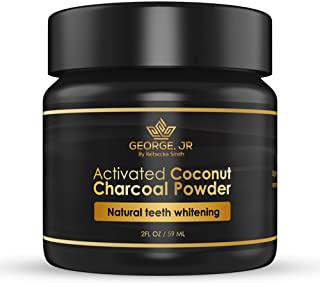 GEORGE. JR
By Rebecka Smith
Activated Coconut
Charcoal Powder
Natural teeth whitening
2FL OZ / 59 ML